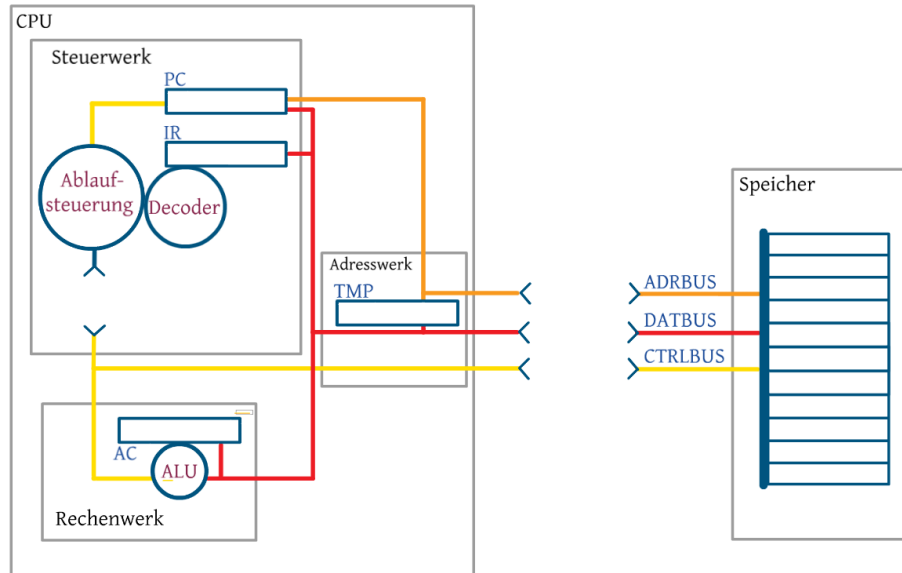 CPU
Steuerwerk
PC
IR
Ablauf-
steuerung
Decoder
Adresswerk
TMP
AC
ALU
Rechenwerk
Speicher
ADRBUS
DATBUS
CTRLBUS